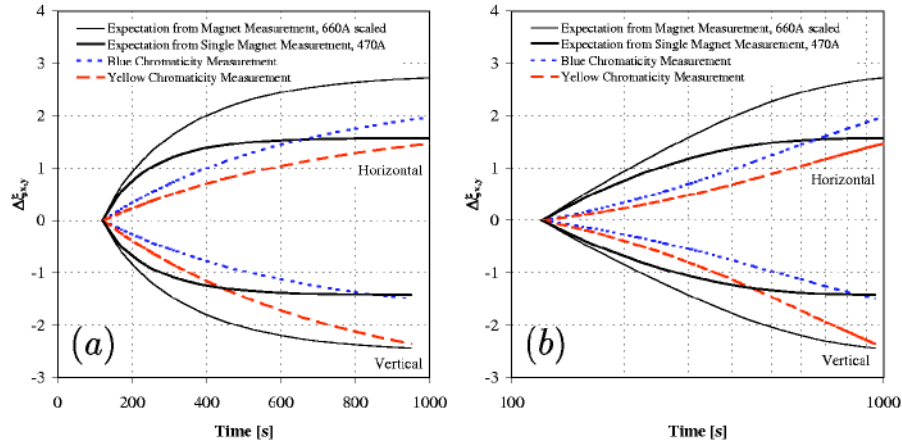 Expectation from Magnet Measurement, 660A scaled
Expectation from Single Magnet Measurement, 470A
Blue Chromaticity Measurement
Yellow Chromaticity Measurement
4
3
2
1
0
-1
-2
-3
Δξx,y
Horizontal
Vertical
(a)
0 200 400 600 800 1000
Time [s]
Expectation from Magnet Measurement, 660A scaled
Expectation from Single Magnet Measurement, 470A
Blue Chromaticity Measurement
Yellow Chromaticity Measurement
4
3
2
1
0
-1
-2
-3
Δξx,y
Horizontal
Vertical
(b)
100 1000
Time [s]